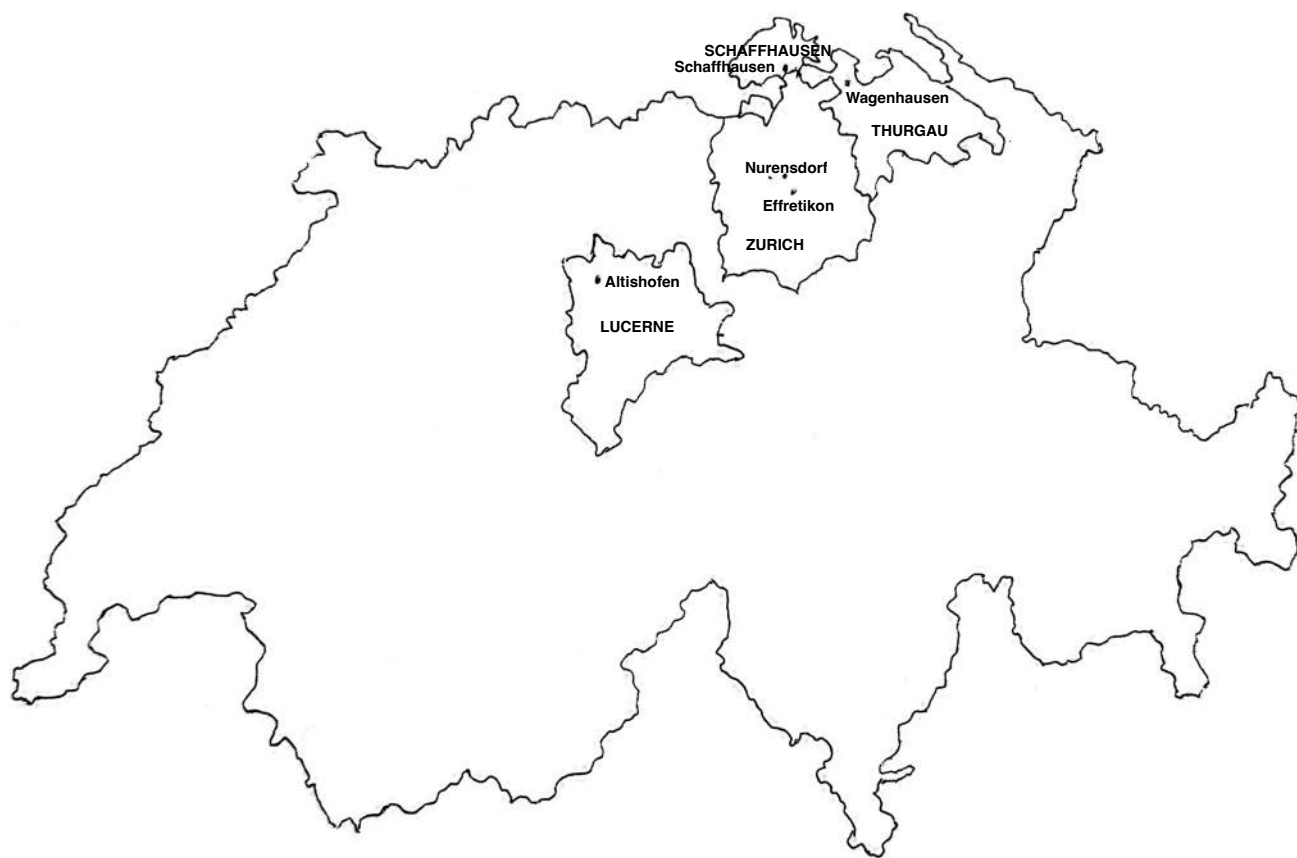 SCHAFFHAUSEN
Schaffhausen
Wagenhausen
THURGAU
Nurensdorf
Effretikon
ZURICH
Altishofen
LUCERNE